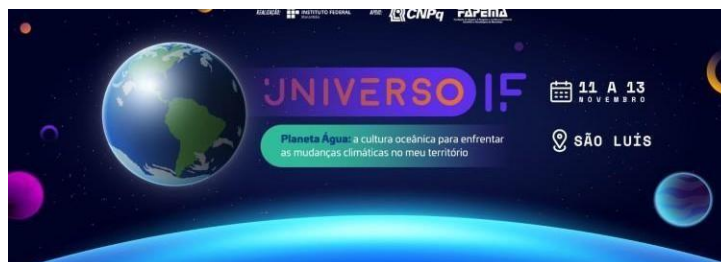 REALIZAÇÃO: INSTITUTO FEDERAL APOIO: CNPq FAPEMA
UNIVERSO IF
11 A 13
NOVEMBRO
Planeta Água: a cultura oceânica para enfrentar
as mudanças climáticas no meu território
SÃO LUÍS